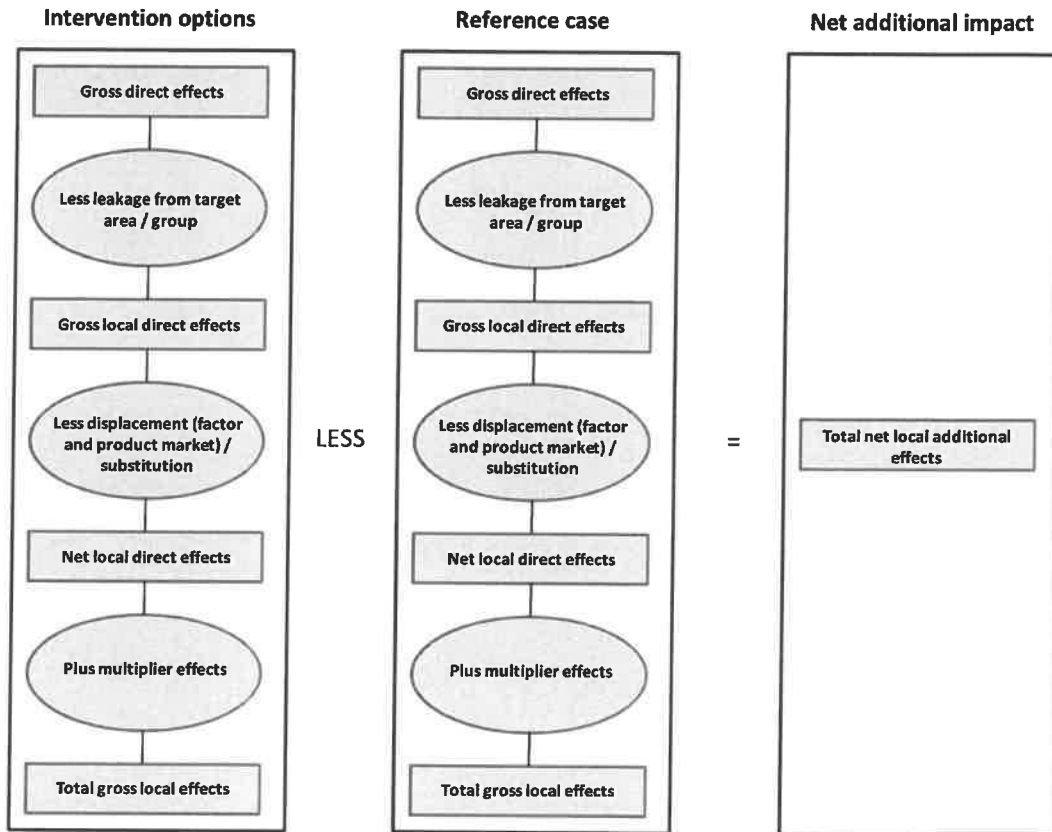 Intervention options
Reference case
Net additional impact
Gross direct effects
Less leakage from target
area / group
Gross local direct effects
Less displacement (factor
and product market) /
substitution
Net local direct effects
Plus multiplier effects
Total gross local effects
LESS
Gross direct effects
Less leakage from target
area / group
Gross local direct effects
Less displacement (factor
and product market) /
substitution
Net local direct effects
Plus multiplier effects
Total gross local effects
=
Total net local additional
effects